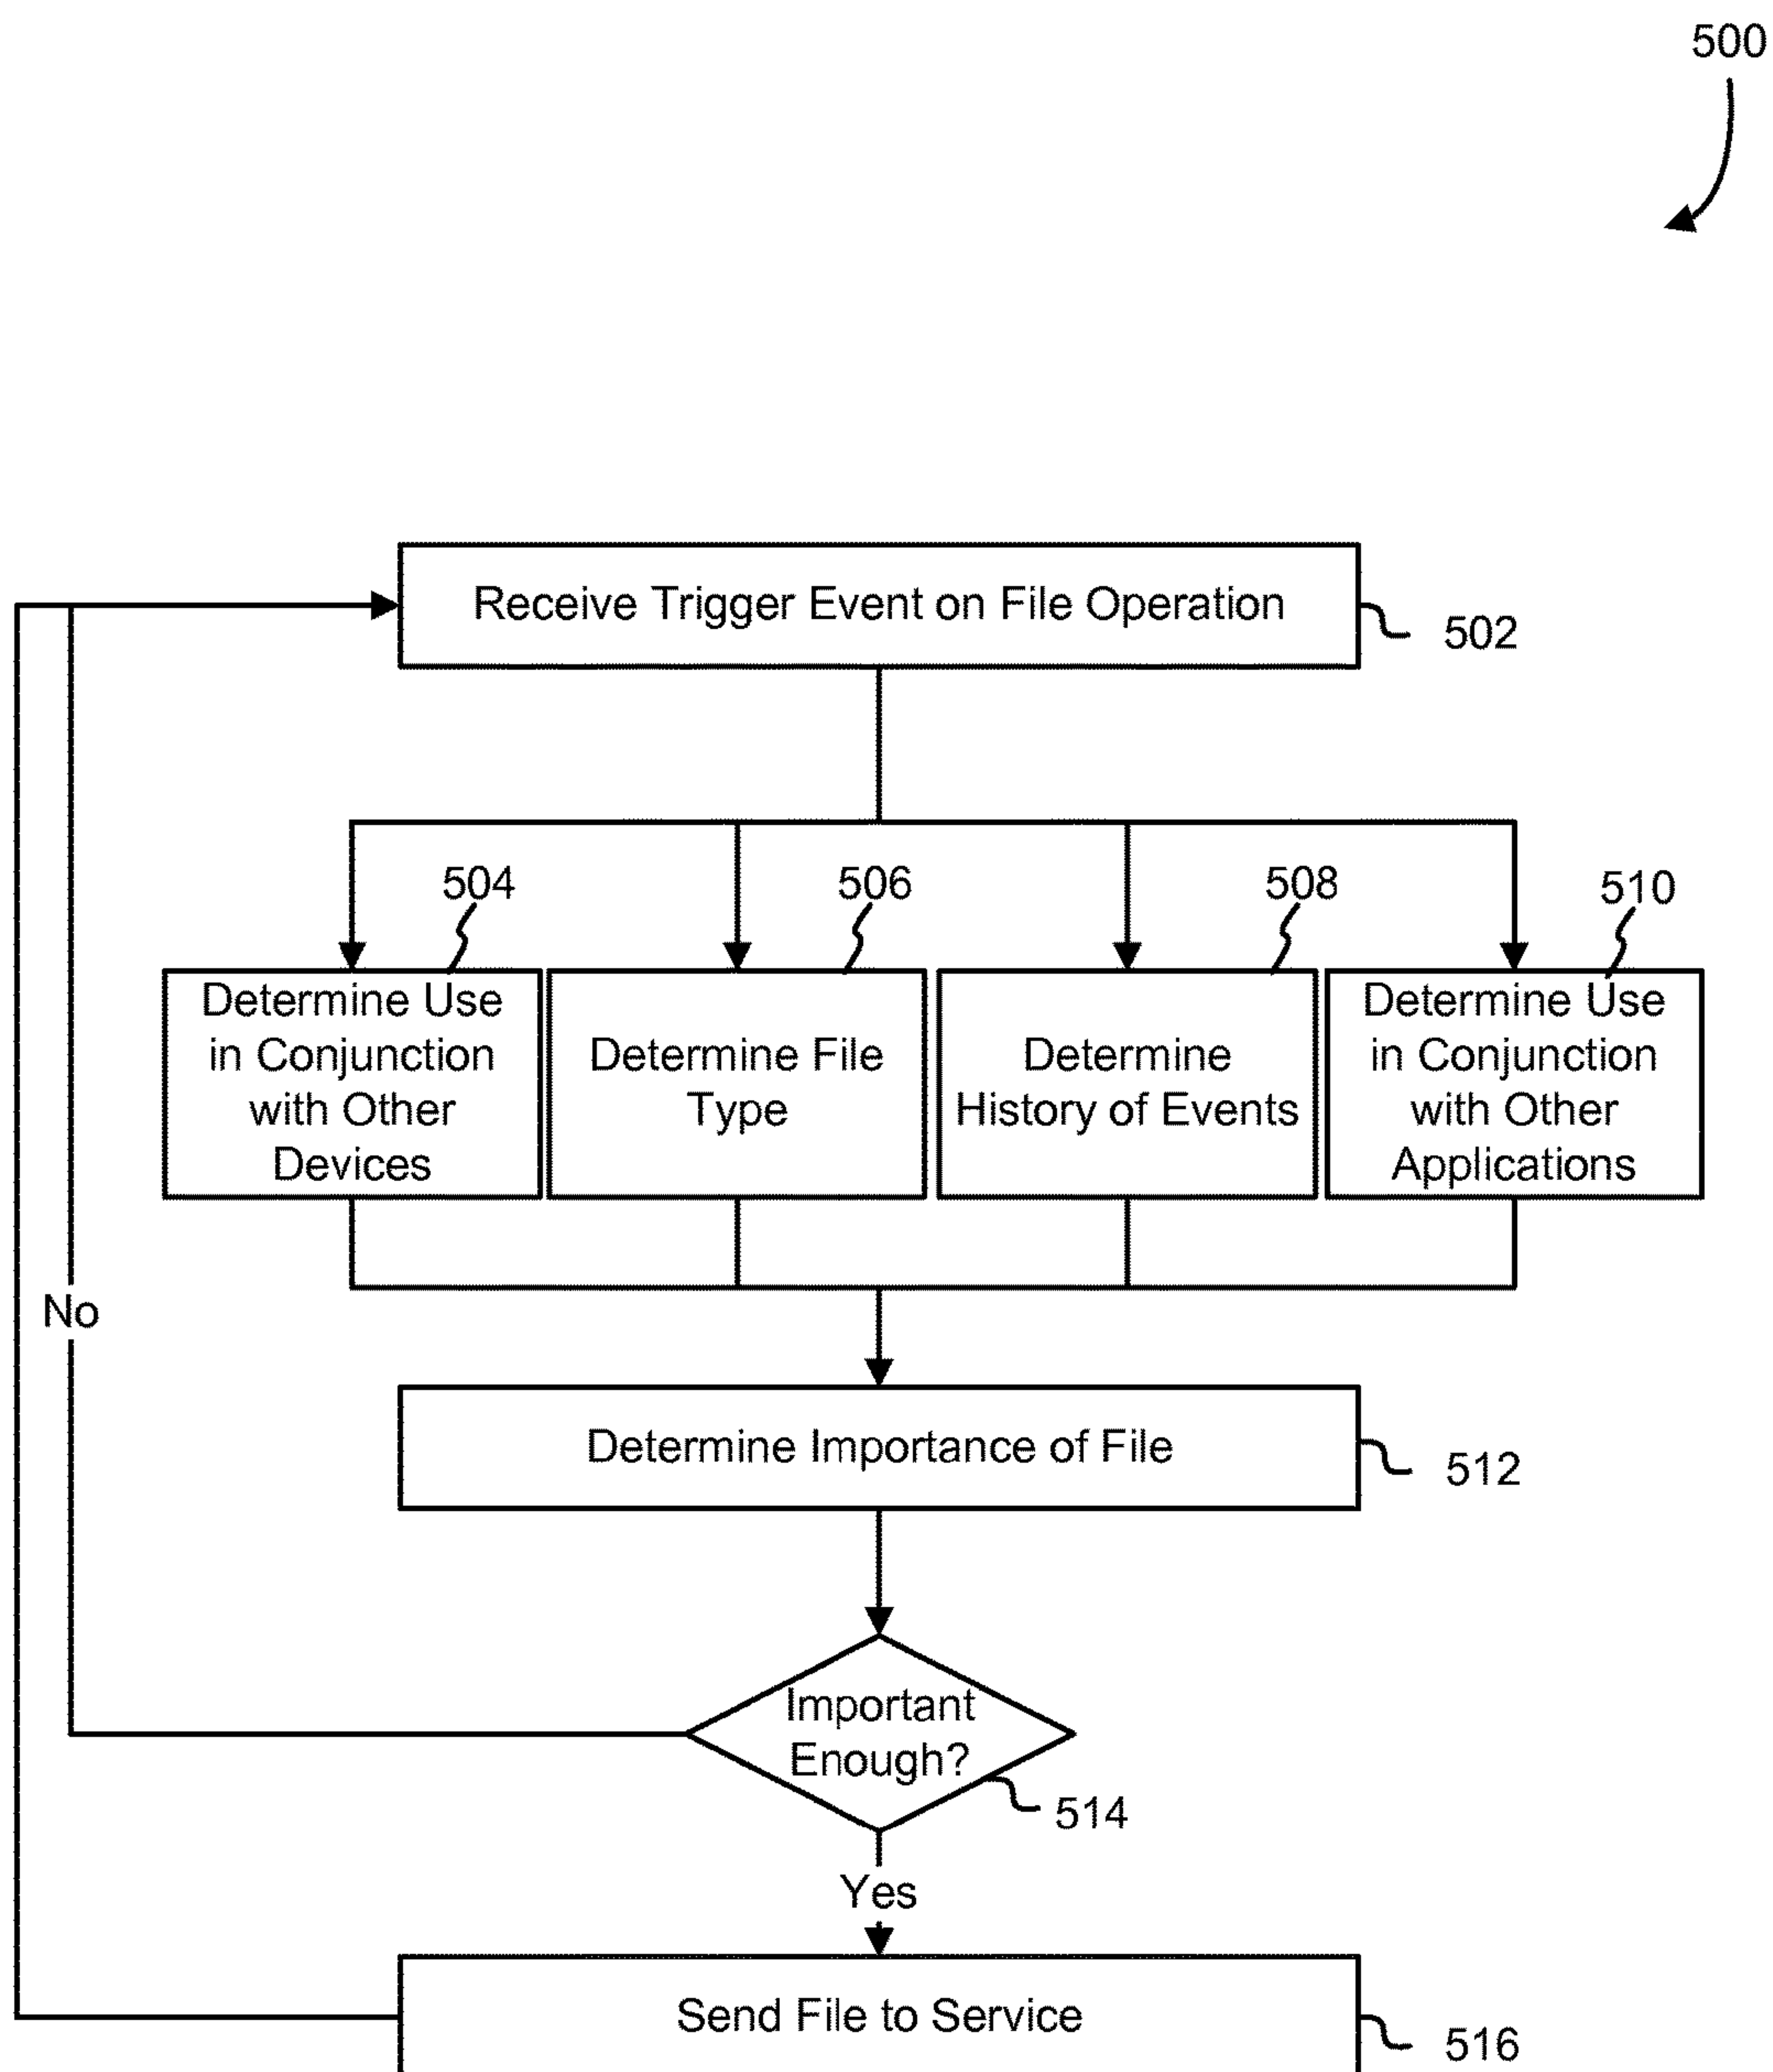 500
Receive Trigger Event on File Operation
502
504
506
508
510
Determine Use
in Conjunction
with Other
Devices
Determine File
Type
Determine
History of Events
Determine Use
in Conjunction
with Other
Applications
No
Determine Importance of File
512
Important
Enough?
514
Yes
Send File to Service
516